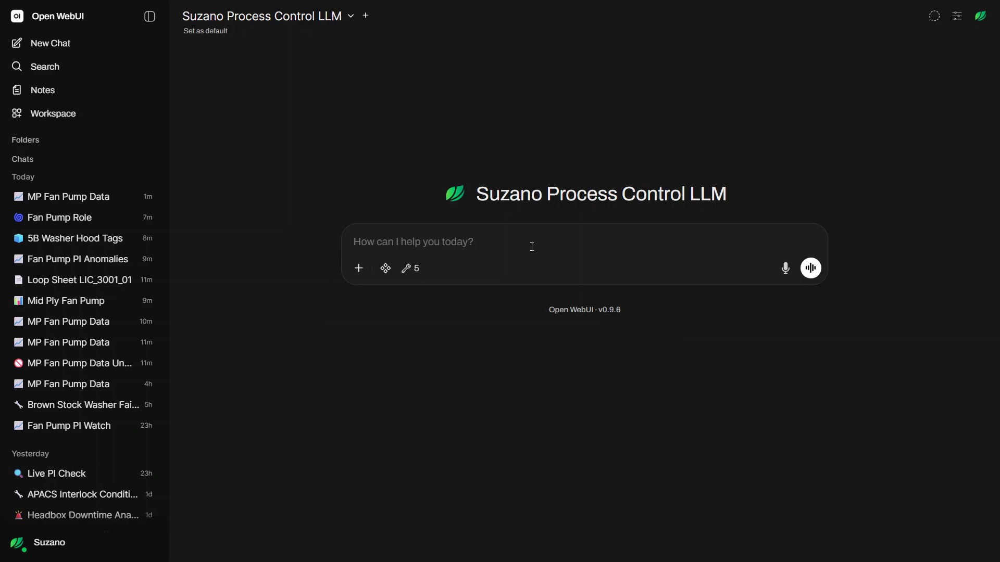 OI Open WebUI
Suzano Process Control LLM
Set as default
New Chat
Search
Notes
Workspace
Folders
Chats
Today
MP Fan Pump Data 1m
Fan Pump Role 7m
5B Washer Hood Tags 8m
Fan Pump PI Anomalies 9m
Loop Sheet LIC_3001_01 11m
Mid Ply Fan Pump 9m
MP Fan Pump Data 10m
MP Fan Pump Data 11m
MP Fan Pump Data Un... 11m
MP Fan Pump Data 4h
Brown Stock Washer Fai... 5h
Fan Pump PI Watch 23h
Yesterday
Live PI Check 23h
APACS Interlock Conditi... 1d
Headbox Downtime Ana... 1d
Suzano
Suzano Process Control LLM
How can I help you today?
5
Open WebUI · v0.9.6